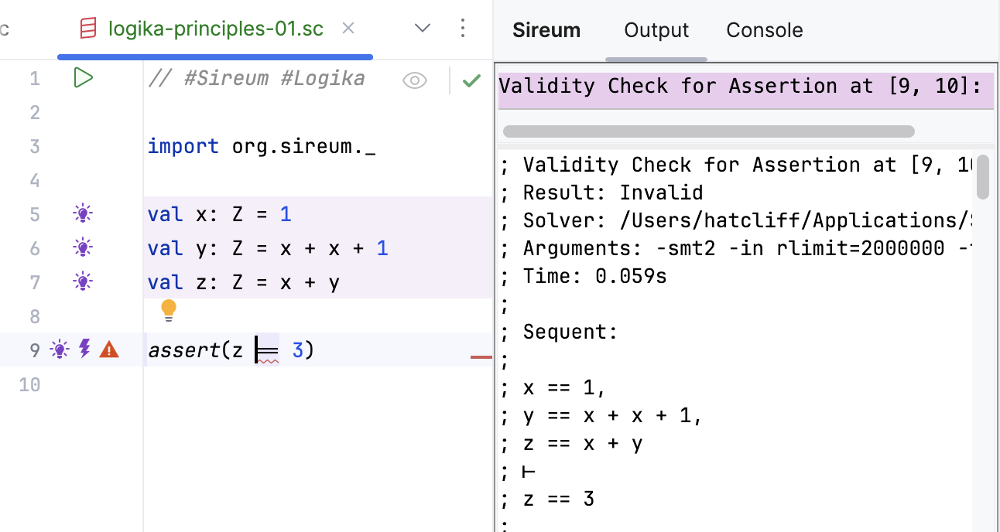 c
logika-principles-01.sc
Sireum Output Console
1 // #Sireum #Logika
2
3 import org.sireum._
4
5 val x: Z = 1
6 val y: Z = x + x + 1
7 val z: Z = x + y
8
9 assert(z == 3)
10
Validity Check for Assertion at [9, 10]:
; Validity Check for Assertion at [9, 10
; Result: Invalid
; Solver: /Users/hatcliff/Applications/S
; Arguments: -smt2 -in rlimit=2000000 -t
; Time: 0.059s
;
; Sequent:
;
; x == 1,
; y == x + x + 1,
; z == x + y
; ⊢
; z == 3
;